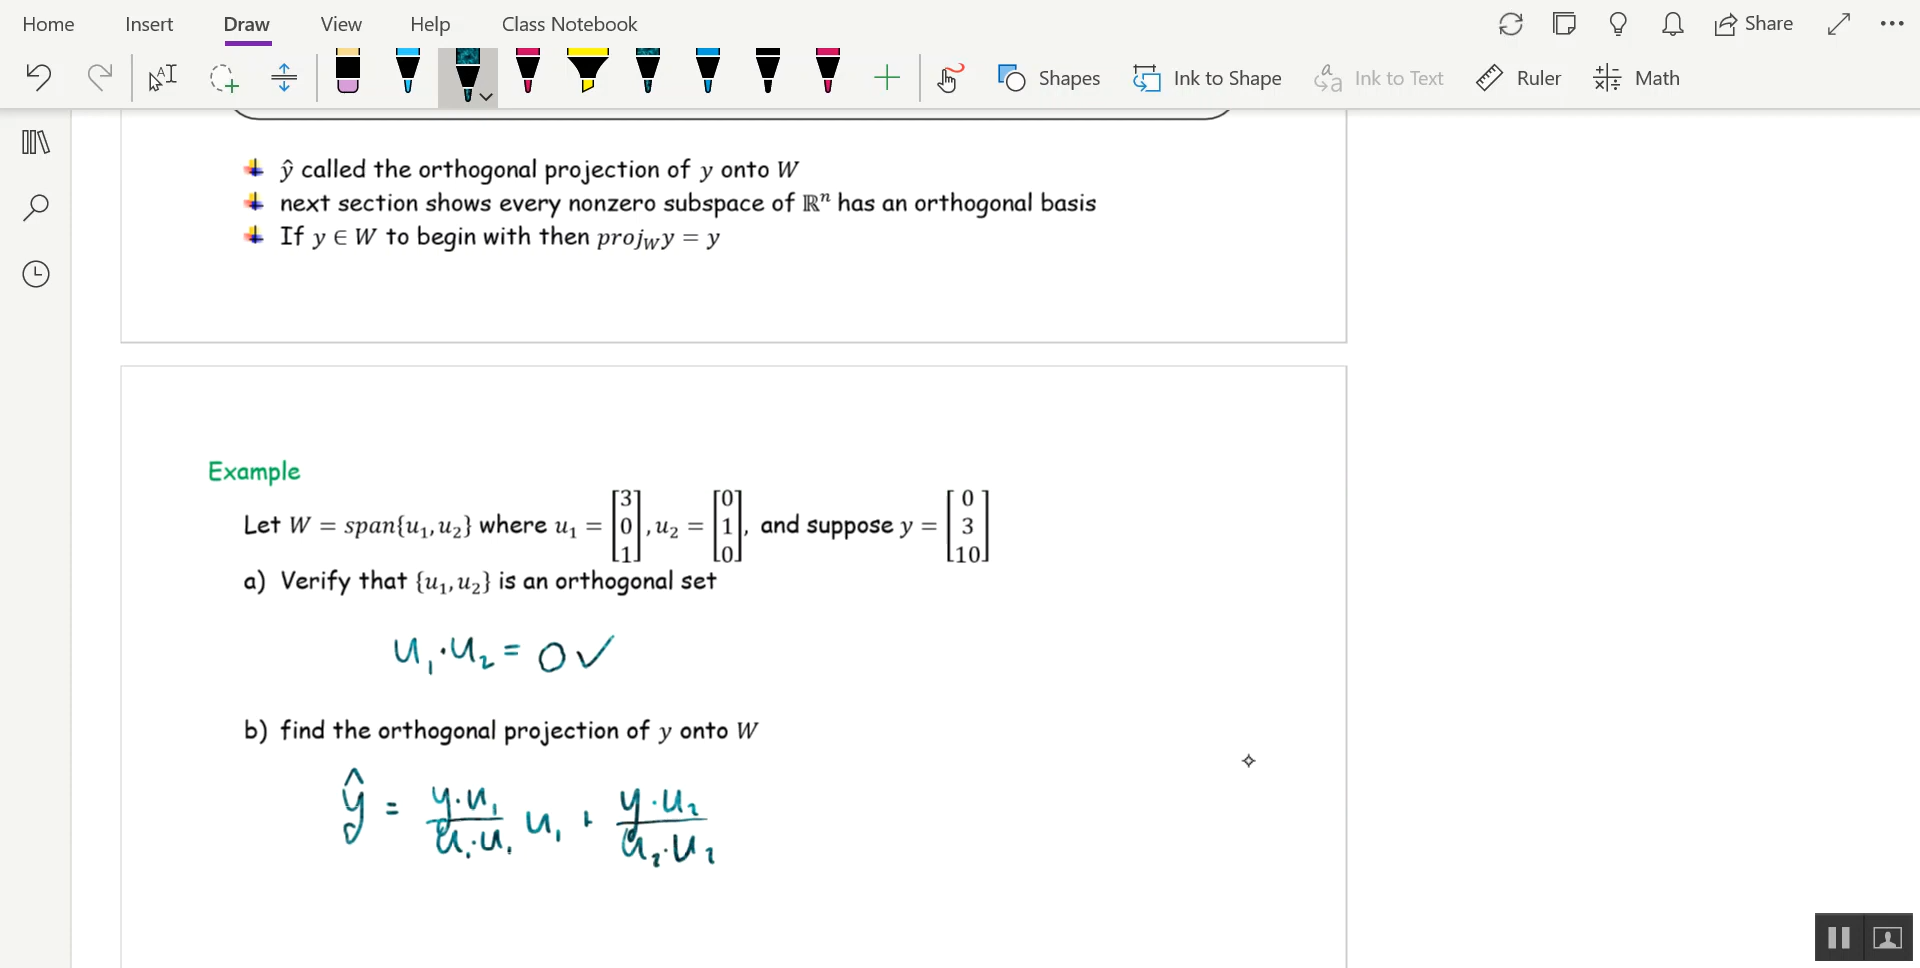 Home Insert Draw View Help Class Notebook Share
Shapes Ink to Shape Ink to Text Ruler Math
ŷ called the orthogonal projection of y onto W
next section shows every nonzero subspace of ℝⁿ has an orthogonal basis
If y ∈ W to begin with then proj_W y = y
Example
Let W = span{u₁, u₂} where u₁ = [3 0 1], u₂ = [0 1 0], and suppose y = [0 3 10]
a) Verify that {u₁, u₂} is an orthogonal set
u₁·u₂ = 0 ✓
b) find the orthogonal projection of y onto W
ŷ = (y·u₁)/(u₁·u₁) u₁ + (y·u₂)/(u₂·u₂)